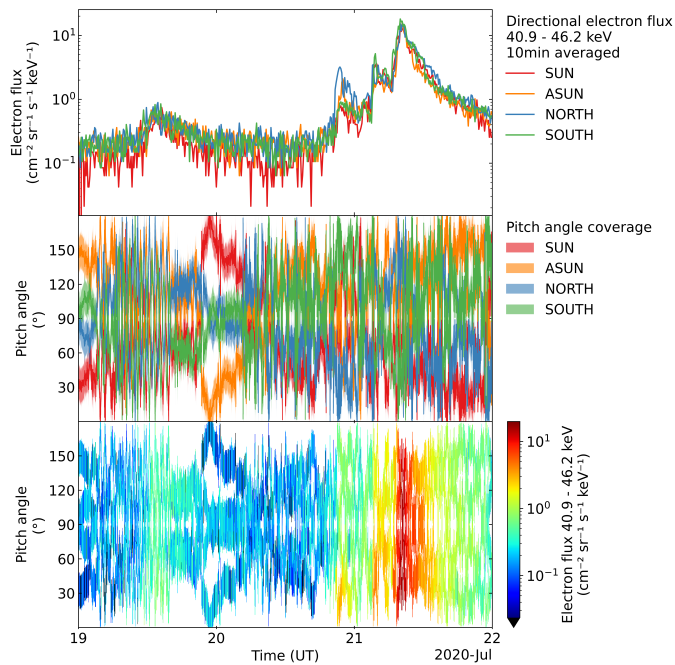 Directional electron flux
40.9 - 46.2 keV
10min averaged
SUN
ASUN
NORTH
SOUTH
Electron flux
(cm⁻² sr⁻¹ s⁻¹ keV⁻¹)
10¹
10⁰
10⁻¹
Pitch angle coverage
SUN
ASUN
NORTH
SOUTH
Pitch angle
(°)
150
120
90
60
30
Pitch angle
(°)
150
120
90
60
30
19
20
21
22
Time (UT)
2020-Jul
10¹
10⁰
10⁻¹
Electron flux 40.9 - 46.2 keV
(cm⁻² sr⁻¹ s⁻¹ keV⁻¹)